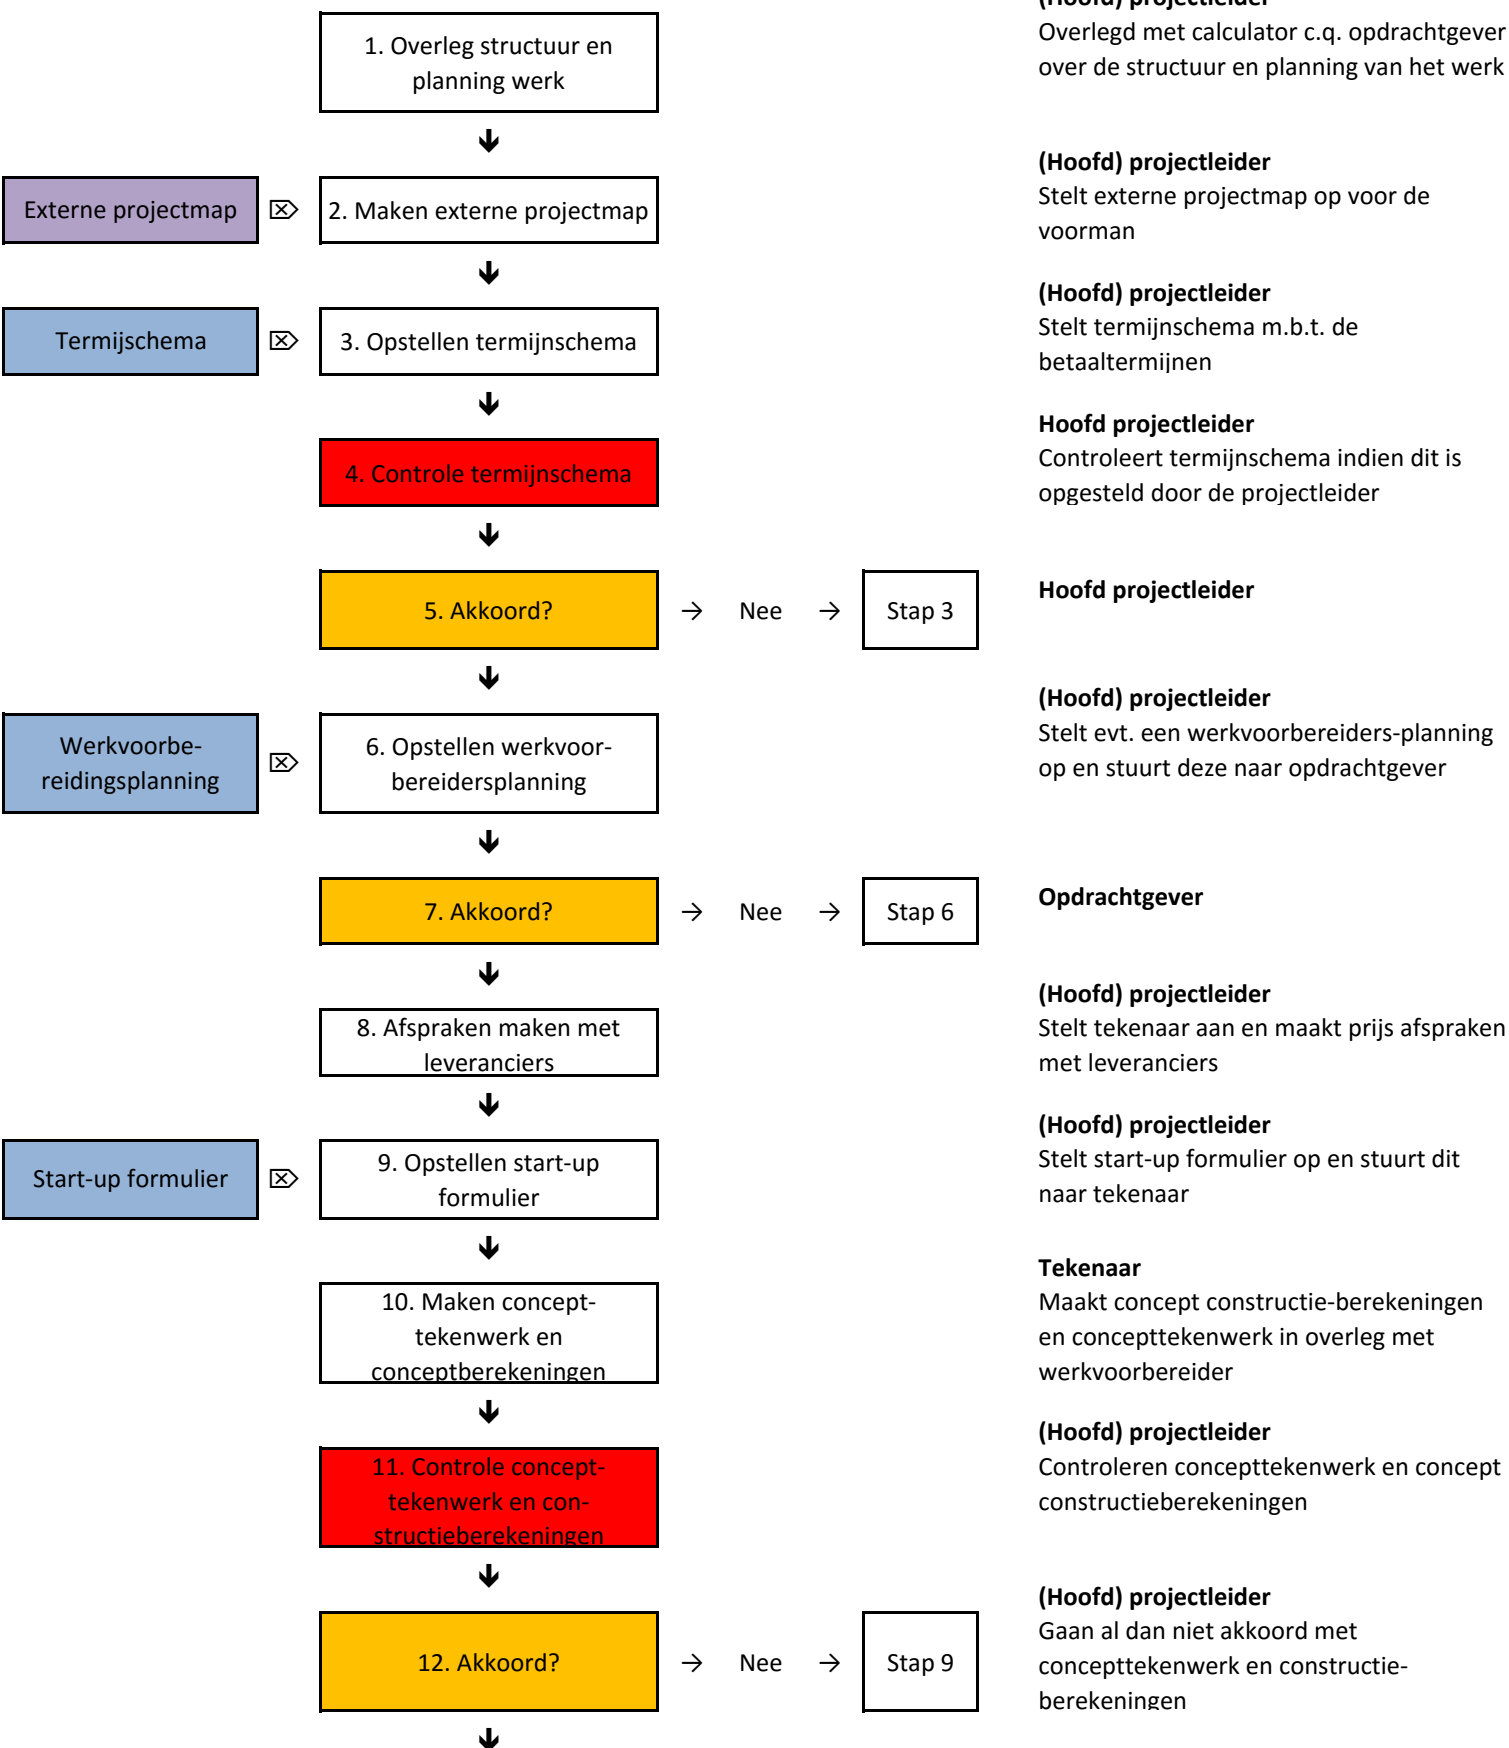 (Hoofd) projectleider
1. Overleg structuur en
planning werk
Overlegd met calculator c.q. opdrachtgever
over de structuur en planning van het werk
Externe projectmap
2. Maken externe projectmap
(Hoofd) projectleider
Stelt externe projectmap op voor de
voorman
Termijschema
3. Opstellen termijnschema
(Hoofd) projectleider
Stelt termijnschema m.b.t. de
betaaltermijnen
4. Controle termijnschema
Hoofd projectleider
Controleert termijnschema indien dit is
opgesteld door de projectleider
5. Akkoord?
→ Nee →
Stap 3
Hoofd projectleider
Werkvoorbe-
reidingsplanning
6. Opstellen werkvoor-
bereidersplanning
(Hoofd) projectleider
Stelt evt. een werkvoorbereiders-planning
op en stuurt deze naar opdrachtgever
7. Akkoord?
→ Nee →
Stap 6
Opdrachtgever
8. Afspraken maken met
leveranciers
(Hoofd) projectleider
Stelt tekenaar aan en maakt prijs afspraken
met leveranciers
Start-up formulier
9. Opstellen start-up
formulier
(Hoofd) projectleider
Stelt start-up formulier op en stuurt dit
naar tekenaar
10. Maken concept-
tekenwerk en
conceptberekeningen
Tekenaar
Maakt concept constructie-berekeningen
en concepttekenwerk in overleg met
werkvoorbereider
11. Controle concept-
tekenwerk en con-
structieberekeningen
(Hoofd) projectleider
Controleren concepttekenwerk en concept
constructieberekeningen
12. Akkoord?
→ Nee →
Stap 9
(Hoofd) projectleider
Gaan al dan niet akkoord met
concepttekenwerk en constructie-
berekeningen